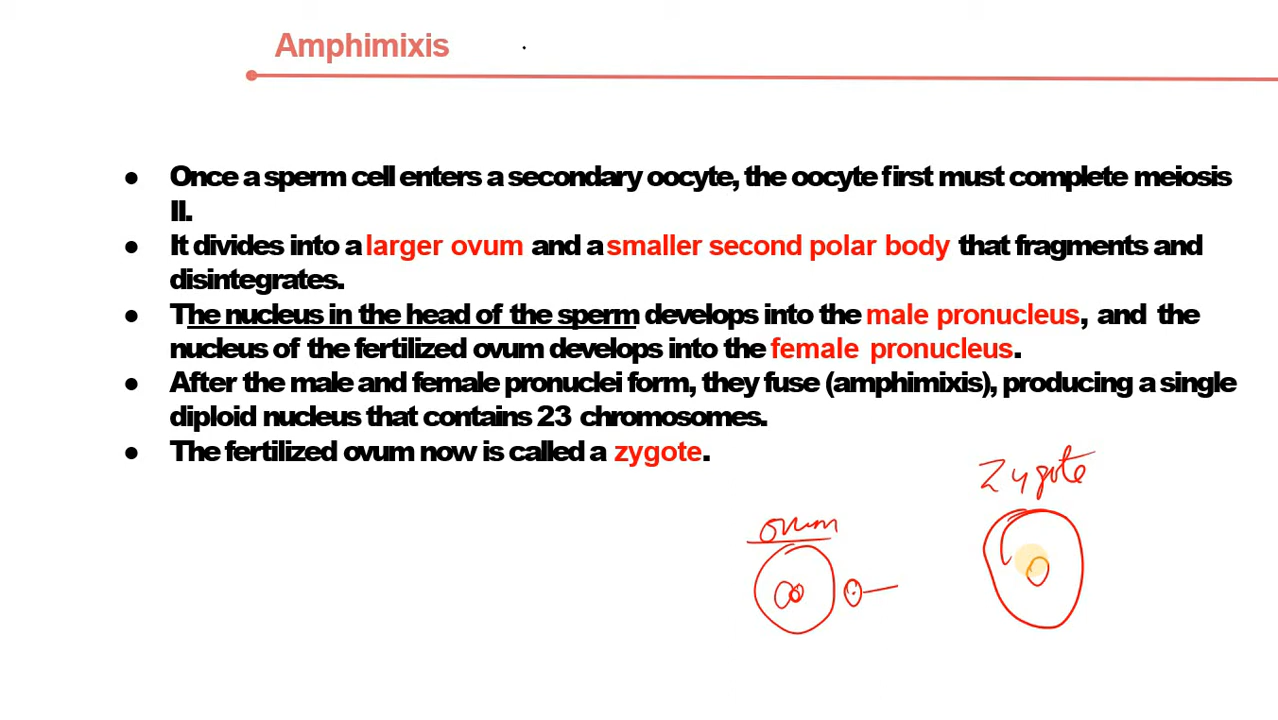 Amphimixis
● Once a sperm cell enters a secondary oocyte, the oocyte first must complete meiosis
II.
● It divides into a larger ovum and a smaller second polar body that fragments and
disintegrates.
● The nucleus in the head of the sperm develops into the male pronucleus, and the
nucleus of the fertilized ovum develops into the female pronucleus.
● After the male and female pronuclei form, they fuse (amphimixis), producing a single
diploid nucleus that contains 23 chromosomes.
● The fertilized ovum now is called a zygote.
Zygote
ovum